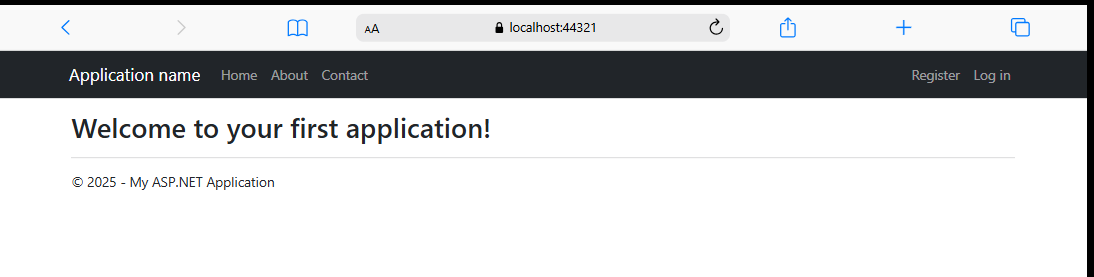 AA localhost:44321
Application name Home About Contact Register Log in
Welcome to your first application!
© 2025 - My ASP.NET Application